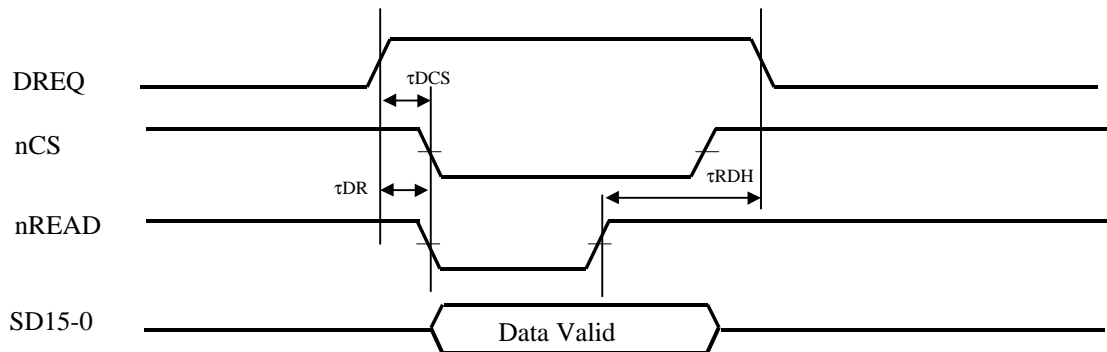 DREQ
τDCS
nCS
τDR
τRDH
nREAD
SD15-0
Data Valid